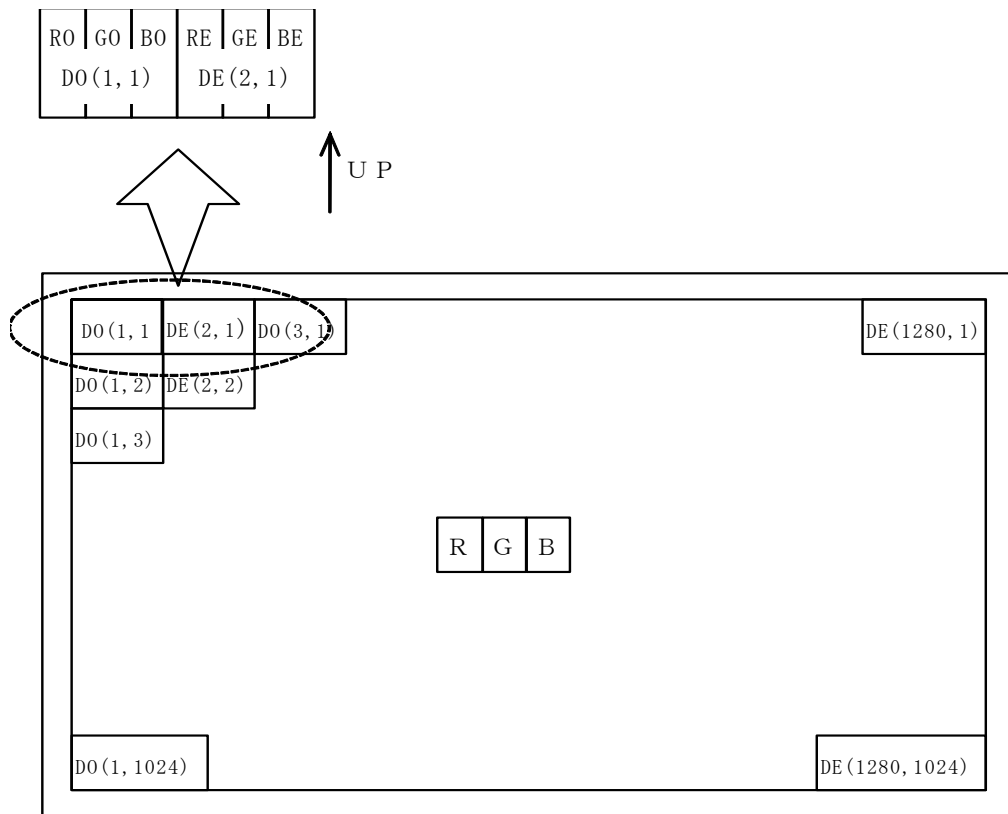 RO GO BO RE GE BE
DO(1,1) DE(2,1)
UP
DO(1,1 DE(2,1) DO(3,1) DE(1280,1)
DO(1,2) DE(2,2)
DO(1,3)
R G B
DO(1,1024) DE(1280,1024)